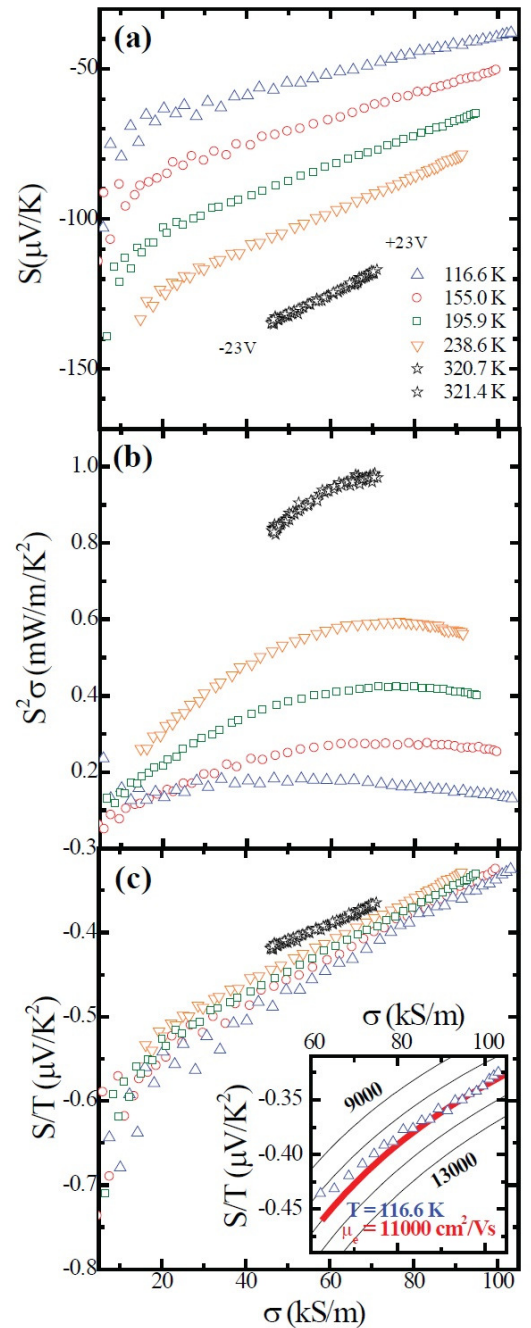 (a)
-50
-100
-150
S(μV/K)
+23V
-23V
116.6 K
155.0 K
195.9 K
238.6 K
320.7 K
321.4 K
(b)
1.0
0.8
0.6
0.4
0.2
S²σ (mW/m/K²)
(c)
-0.3
-0.4
-0.5
-0.6
-0.7
-0.8
S/T (μV/K²)
σ (kS/m)
60 80 100
-0.35
-0.40
-0.45
S/T (μV/K²)
9000
13000
T = 116.6 K
μₑ = 11000 cm²/Vs
20 40 60 80 100
σ (kS/m)